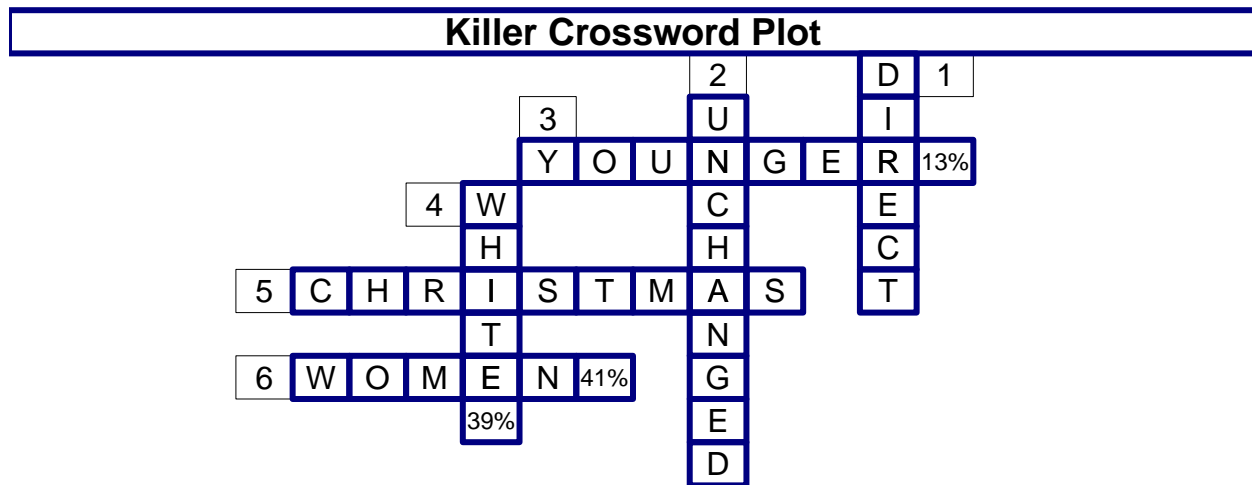 Killer Crossword Plot
2 D 1
3 U I
Y O U N G E R 13%
4 W C E
H H C
5 C H R I S T M A S T
T N
6 W O M E N 41% G
39% E
D